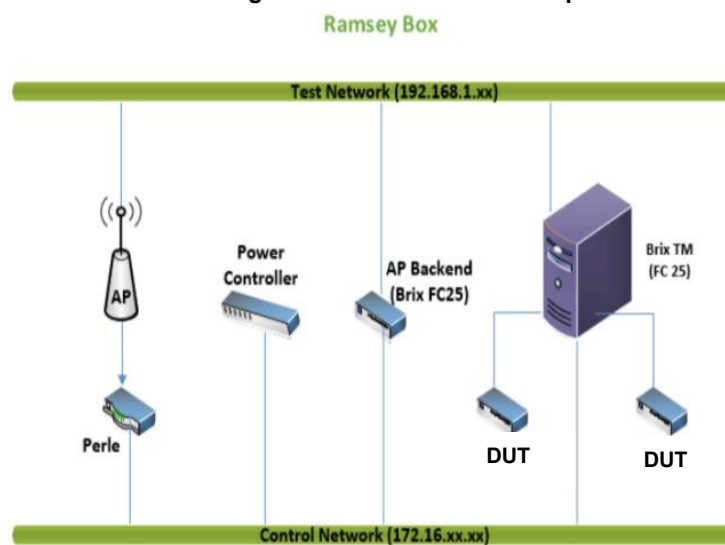 Ramsey Box
Test Network (192.168.1.xx)
AP
Power
Controller
AP Backend
(Brix FC25)
Brix TM
(FC 25)
Perle
DUT
DUT
Control Network (172.16.xx.xx)